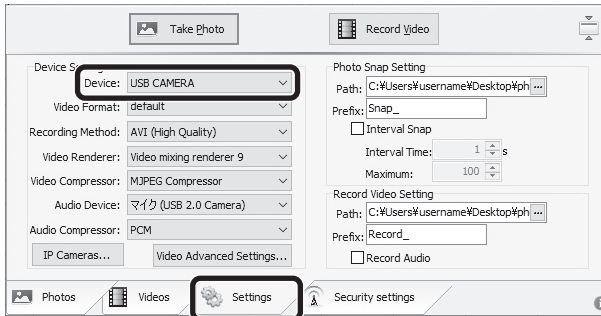 Take Photo
Record Video
Device Se
Device: USB CAMERA
Video Format: default
Recording Method: AVI (High Quality)
Video Renderer: Video mixing renderer 9
Video Compressor: MJPEG Compressor
Audio Device: マイク (USB 2.0 Camera)
Audio Compressor: PCM
IP Cameras...
Video Advanced Settings...
Photo Snap Setting
Path: C:¥Users¥username¥Desktop¥ph ...
Prefix: Snap_
Interval Snap
Interval Time: 1 s
Maximum: 100
Record Video Setting
Path: C:¥Users¥username¥Desktop¥ph ...
Prefix: Record_
Record Audio
Photos
Videos
Settings
Security settings